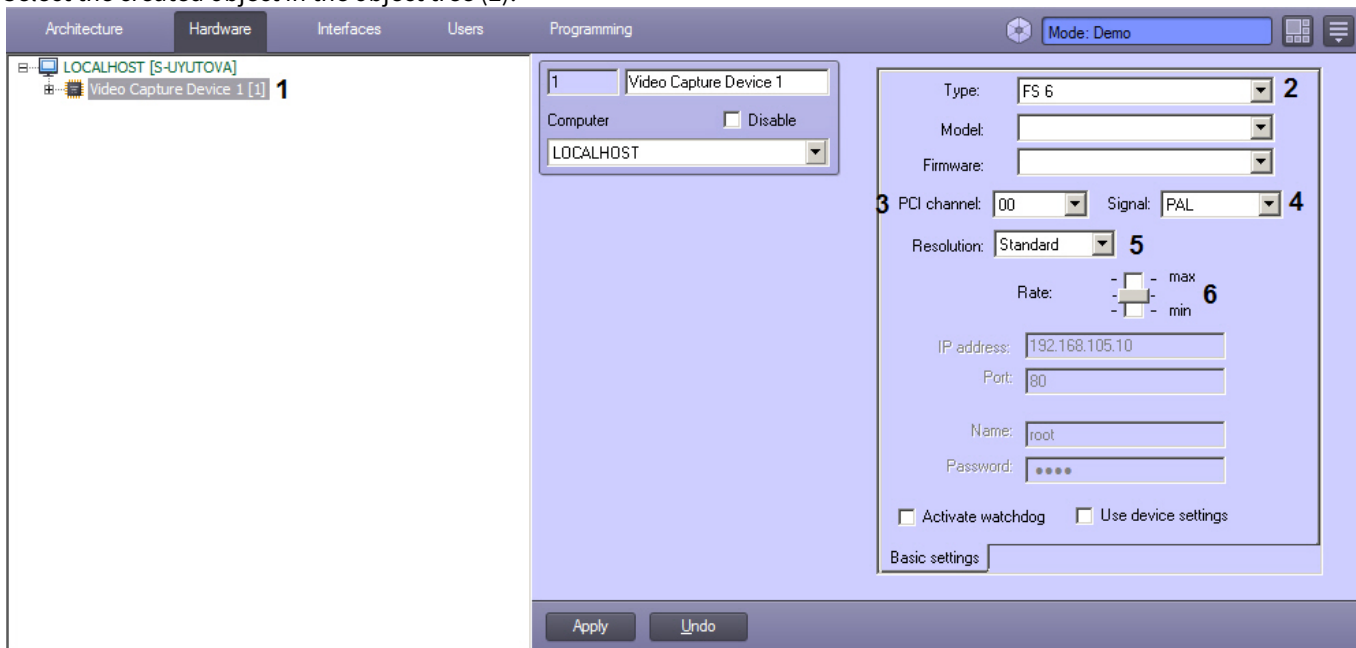 Select the created object in the object tree (2).
Architecture Hardware Interfaces Users Programming Mode: Demo
LOCALHOST [S-UYUTOVA]
Video Capture Device 1 [1] 1
1 Video Capture Device 1
Computer Disable
LOCALHOST
Type: FS 6 2
Model:
Firmware:
3 PCI channel: 00 Signal: PAL 4
Resolution: Standard 5
Rate: max
6
min
IP address: 192.168.105.10
Port: 80
Name: root
Password: ••••
Activate watchdog Use device settings
Basic settings
Apply Undo